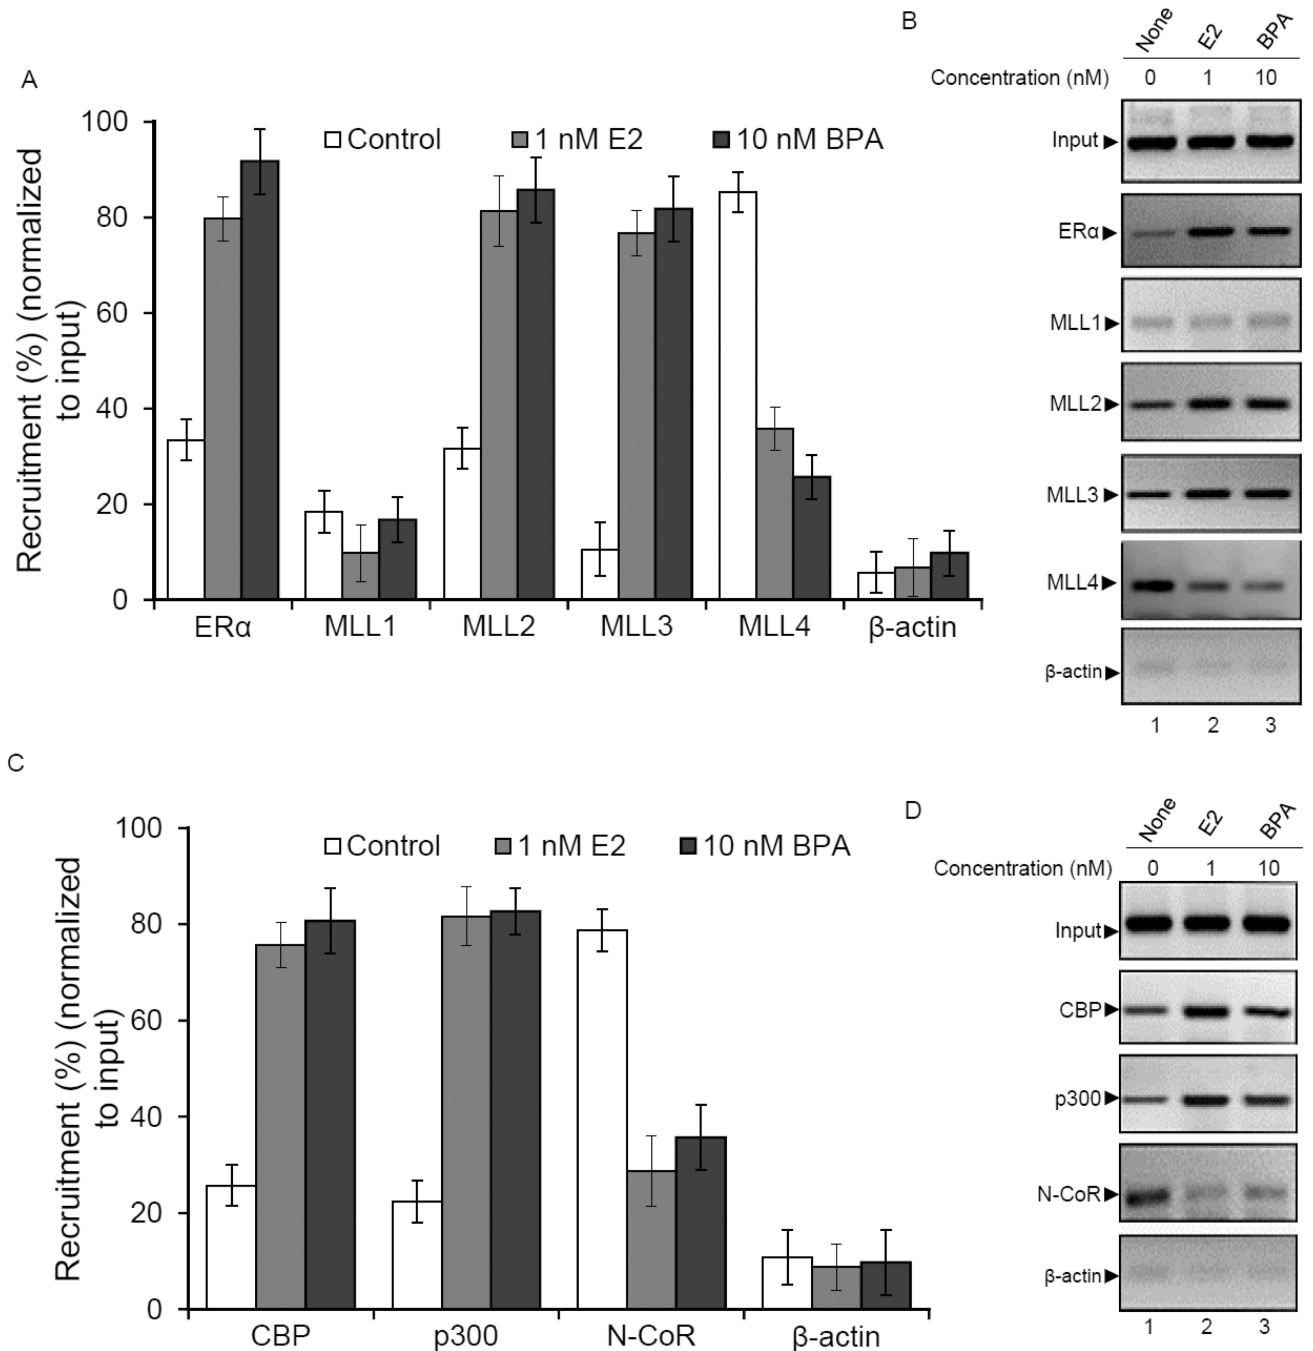 A
Recruitment (%) (normalized
to input)
100
80
60
40
20
0
Control
1 nM E2
10 nM BPA
ERα
MLL1
MLL2
MLL3
MLL4
β-actin
B
None
E2
BPA
Concentration (nM)
0
1
10
Input
ERα
MLL1
MLL2
MLL3
MLL4
β-actin
1
2
3
C
Recruitment (%) (normalized
to input)
100
80
60
40
20
0
Control
1 nM E2
10 nM BPA
CBP
p300
N-CoR
β-actin
D
None
E2
BPA
Concentration (nM)
0
1
10
Input
CBP
p300
N-CoR
β-actin
1
2
3